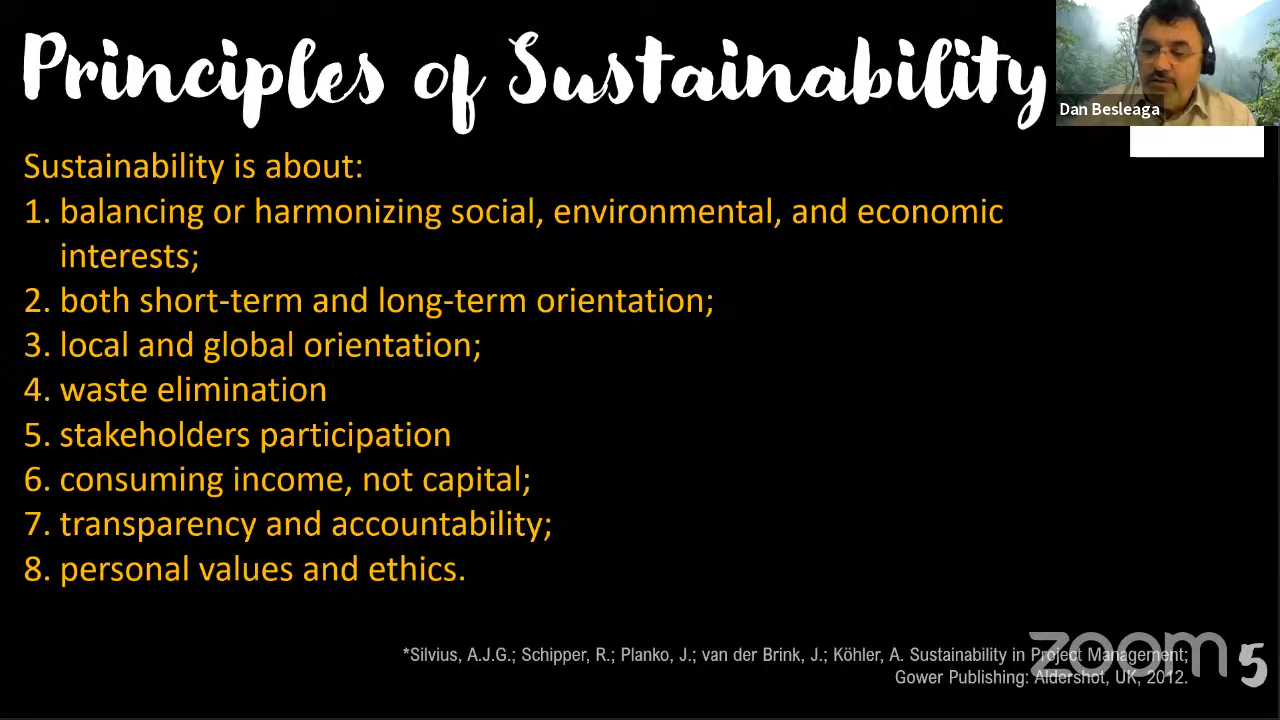 Principles of Sustainability
Dan Besleaga
Sustainability is about:
1. balancing or harmonizing social, environmental, and economic
interests;
2. both short-term and long-term orientation;
3. local and global orientation;
4. waste elimination
5. stakeholders participation
6. consuming income, not capital;
7. transparency and accountability;
8. personal values and ethics.
*Silvius, A.J.G.; Schipper, R.; Planko, J.; van der Brink, J.; Köhler, A. Sustainability in Project Management;
Gower Publishing: Aldershot, UK, 2012.
zoom
5